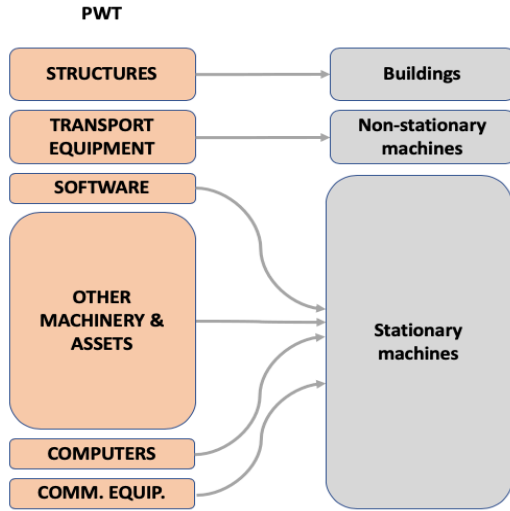 PWT
STRUCTURES
Buildings
TRANSPORT
EQUIPMENT
Non-stationary
machines
SOFTWARE
OTHER
MACHINERY &
ASSETS
Stationary
machines
COMPUTERS
COMM. EQUIP.